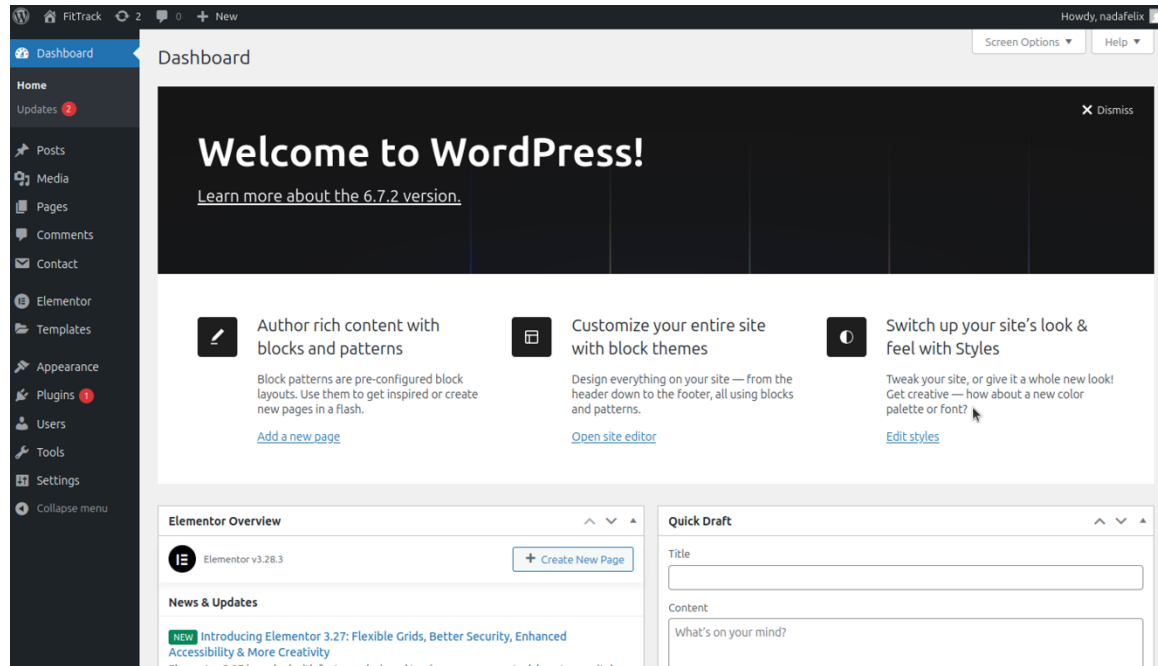 FitTrack 2 0 + New
Howdy, nadafelix
Dashboard
Home
Updates 2
Posts
Media
Pages
Comments
Contact
Elementor
Templates
Appearance
Plugins 1
Users
Tools
Settings
Collapse menu
Dashboard
Screen Options ▼
Help ▼
Dismiss
Welcome to WordPress!
Learn more about the 6.7.2 version.
Author rich content with
blocks and patterns
Block patterns are pre-configured block
layouts. Use them to get inspired or create
new pages in a flash.
Add a new page
Customize your entire site
with block themes
Design everything on your site — from the
header down to the footer, all using blocks
and patterns.
Open site editor
Switch up your site’s look &
feel with Styles
Tweak your site, or give it a whole new look!
Get creative — how about a new color
palette or font?
Edit styles
Elementor Overview
Elementor v3.28.3
+ Create New Page
News & Updates
NEW Introducing Elementor 3.27: Flexible Grids, Better Security, Enhanced
Accessibility & More Creativity
Quick Draft
Title
Content
What's on your mind?